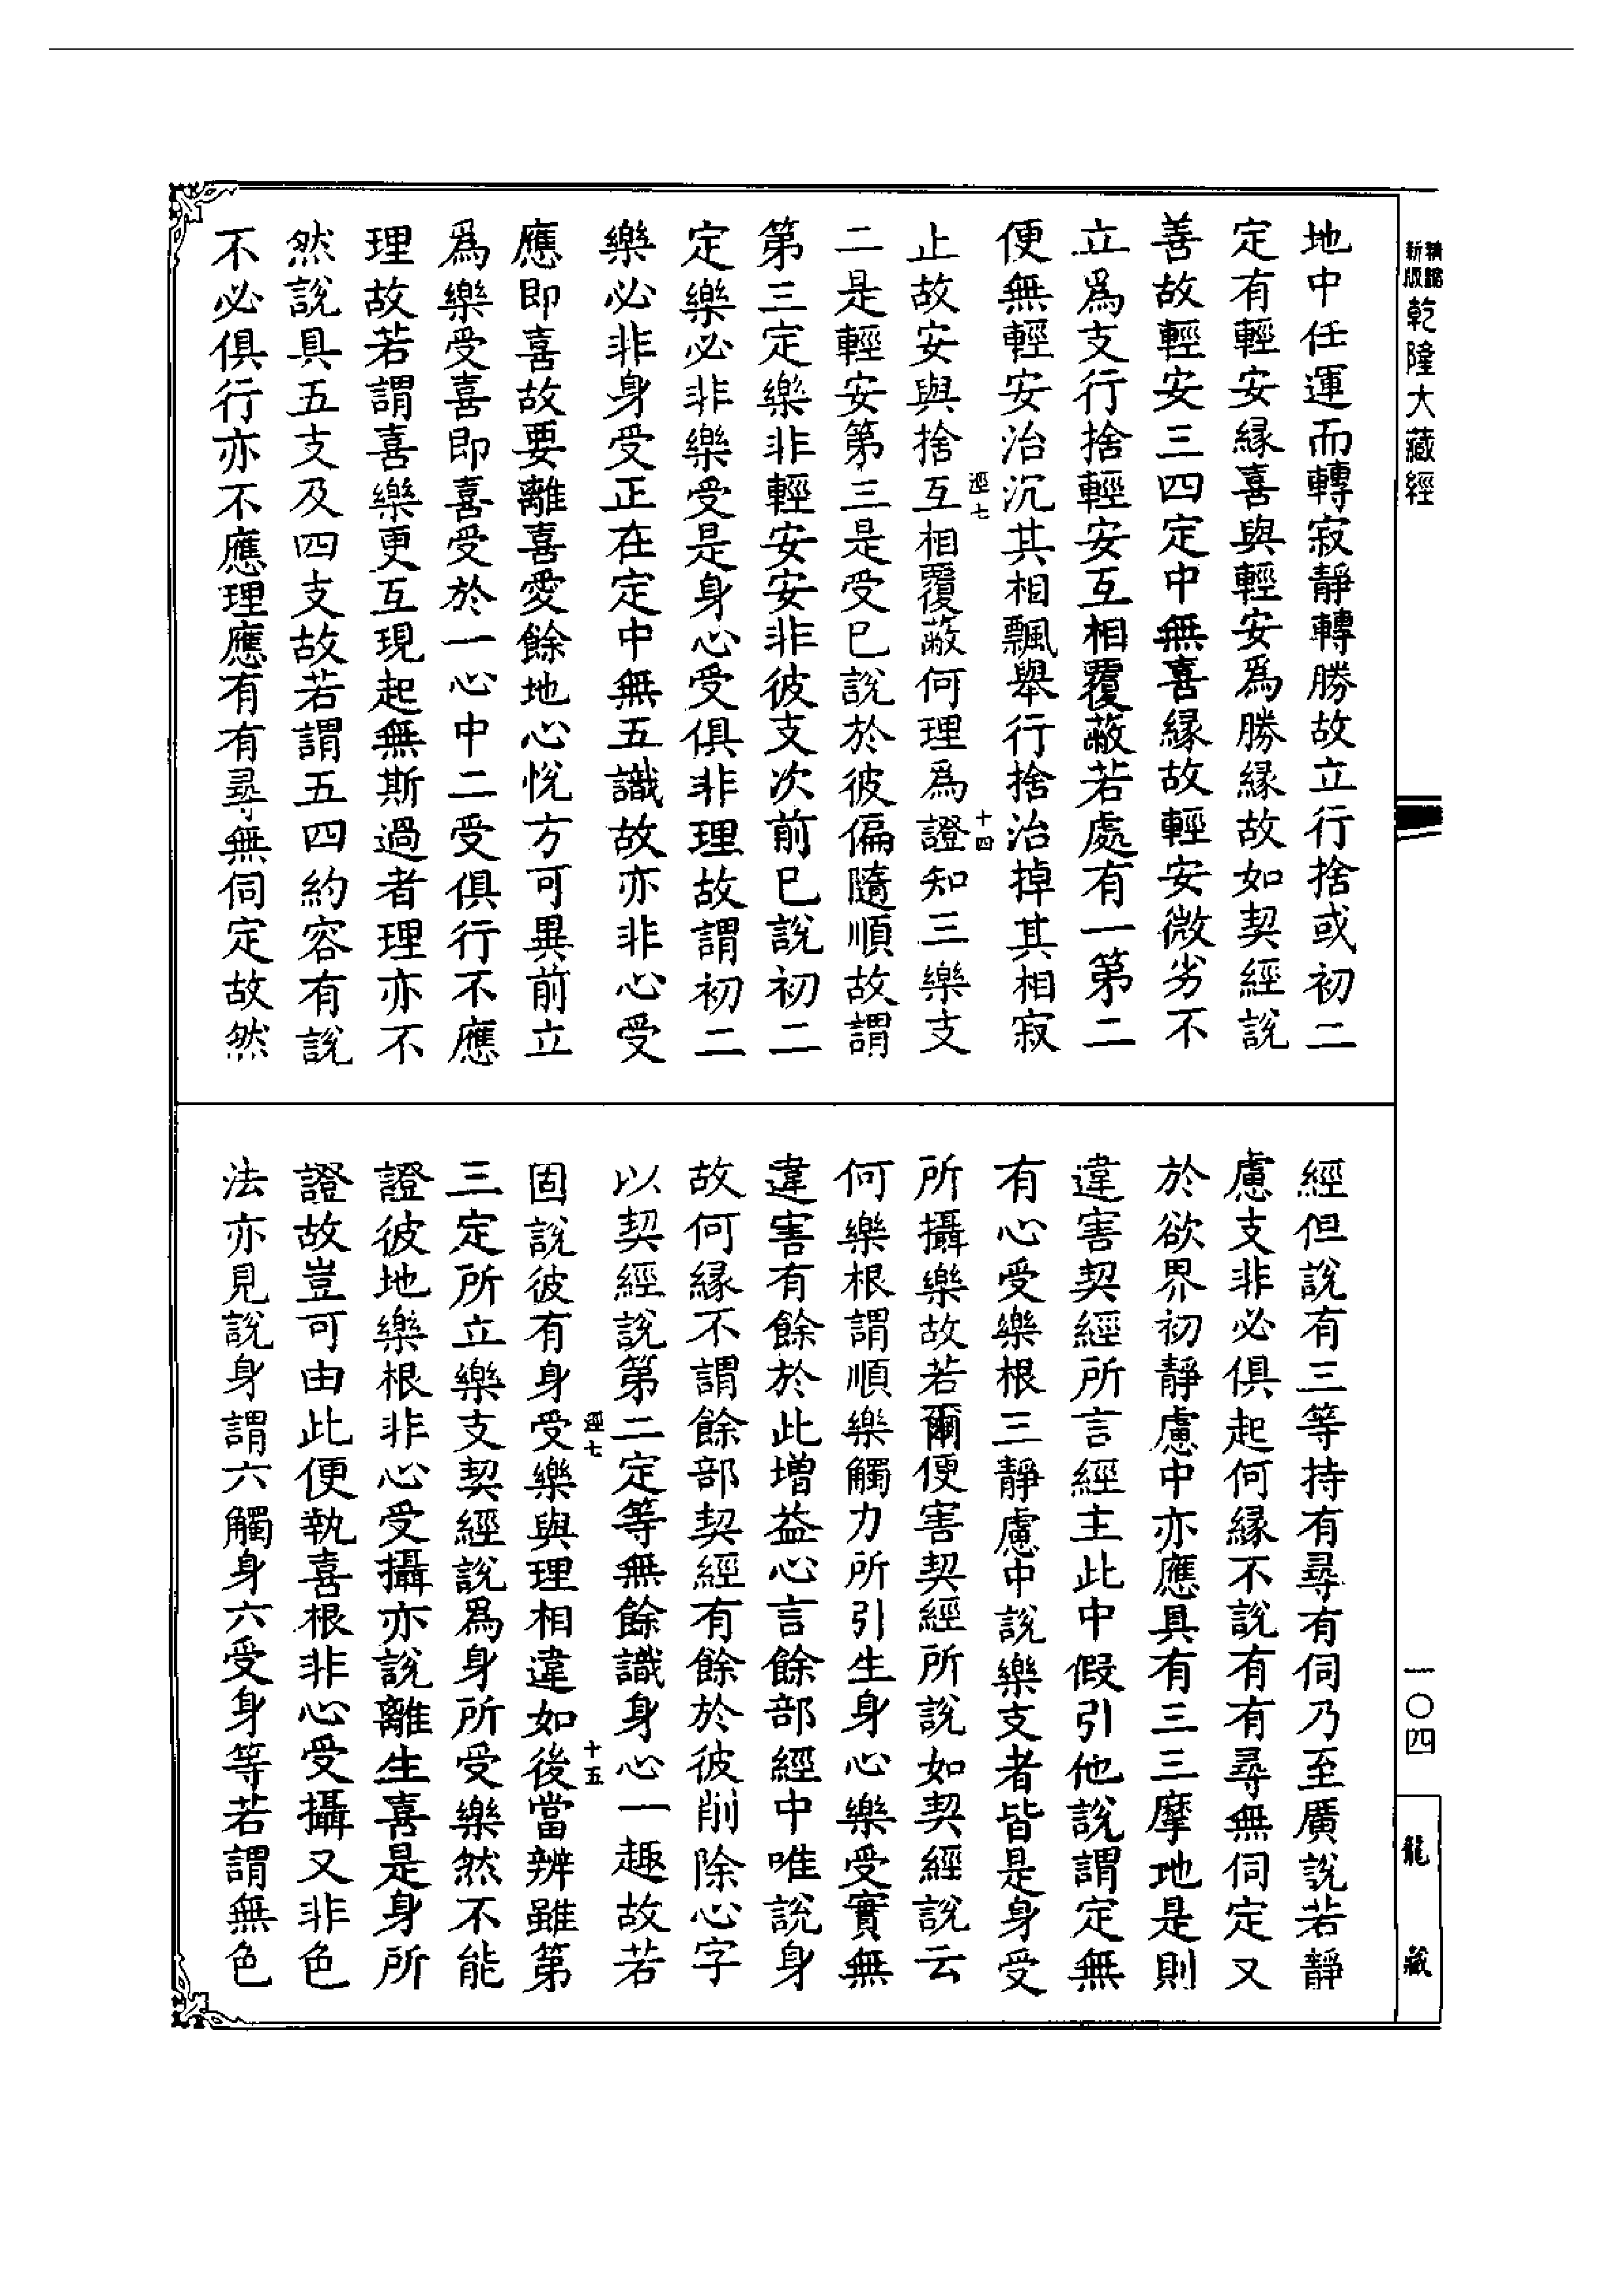 精
新版
乾隆大藏經
地中任運而轉寂靜轉勝故立行捨或初二
定有輕安緣喜與輕安爲勝緣故如契經說
善故輕安三四定中無喜緣故輕安微劣不
立爲支行捨輕安互相覆蔽若處有一第二
便無輕安治沉其相飄舉行捨治掉其相寂
逕七
十四
止故安與捨互相覆蔽何理爲證知三樂支
二是輕安第三是受已說於彼偏隨順故謂
第三定樂非輕安安非彼支次前已說初二
定樂必非樂受是身心受俱非理故謂初二
樂必非身受正在定中無五識故亦非心受
應即喜故要離喜愛餘地心悅方可異前立
爲樂受喜即喜受於一心中二受俱行不應
理故若謂喜樂更互現起無斯過者理亦不
然說具五支及四支故若謂五四約容有說
不必俱行亦不應理應有有尋無伺定故然
經但說有三等持有尋有伺乃至廣說若靜
慮支非必俱起何緣不說有有尋無伺定又
於欲界初靜慮中亦應具有三三摩地是則
違害契經所言經主此中假引他說謂定無
有心受樂根三靜慮中說樂支者皆是身受
所攝樂故若爾便害契經所說如契經說云
何樂根謂順樂觸力所引生身心樂受實無
違害有餘於此增益心言餘部經中唯說身
故何緣不謂餘部契經有餘於彼削除心字
以契經說第二定等無餘識身心一趣故若
逕七
十五
固說彼有身受樂與理相違如後當辨雖第
三定所立樂支契經說爲身所受樂然不能
證彼地樂根非心受攝亦說離生喜是身所
證故豈可由此便執喜根非心受攝又非色
法亦見說身謂六觸身六受身等若謂無色
一〇四
龍藏